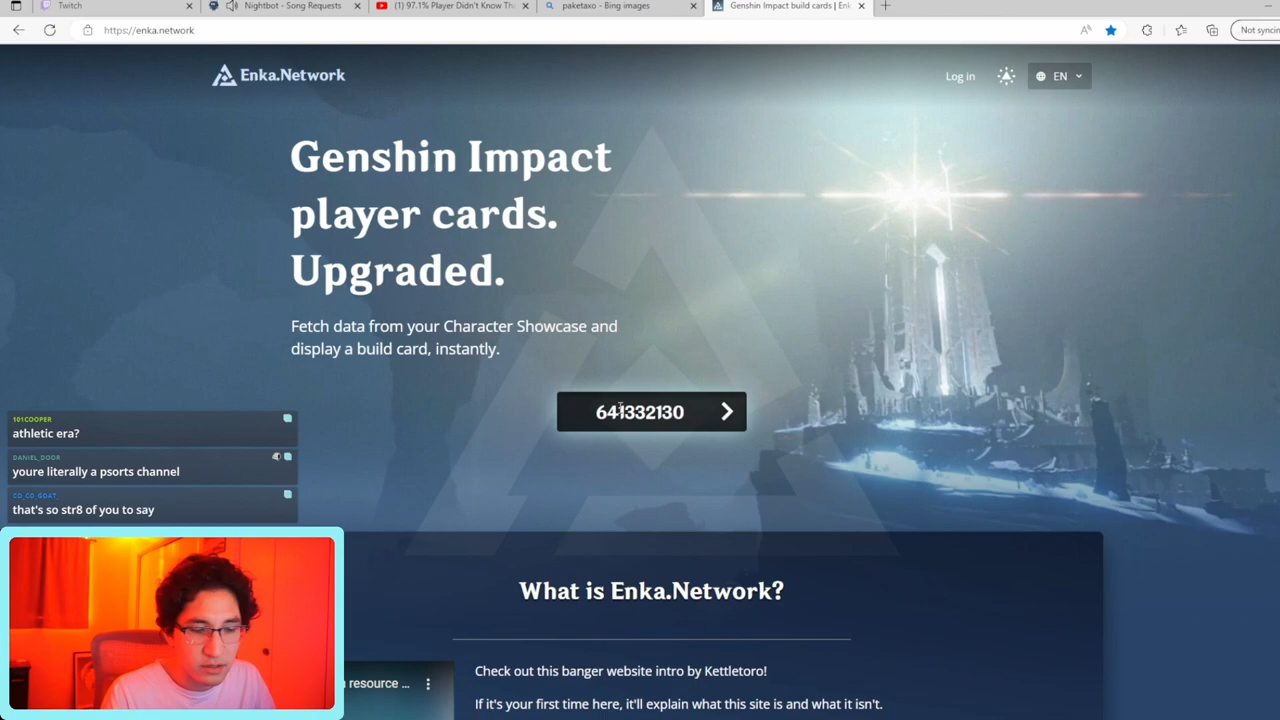 Twitch
Nightbot - Song Requests
(1) 97.1% Player Didn't Know Th
paketaxo - Bing images
Genshin Impact build cards | Enk
https://enka.network
Not syncing
Enka.Network
Log in
EN
Genshin Impact
player cards.
Upgraded.
Fetch data from your Character Showcase and
display a build card, instantly.
641332130
101COOPER
athletic era?
DANIEL_DOOR
youre literally a psorts channel
CO_CO_GOAT_
that's so str8 of you to say
What is Enka.Network?
resource ...
Check out this banger website intro by Kettletoro!
If it's your first time here, it'll explain what this site is and what it isn't.